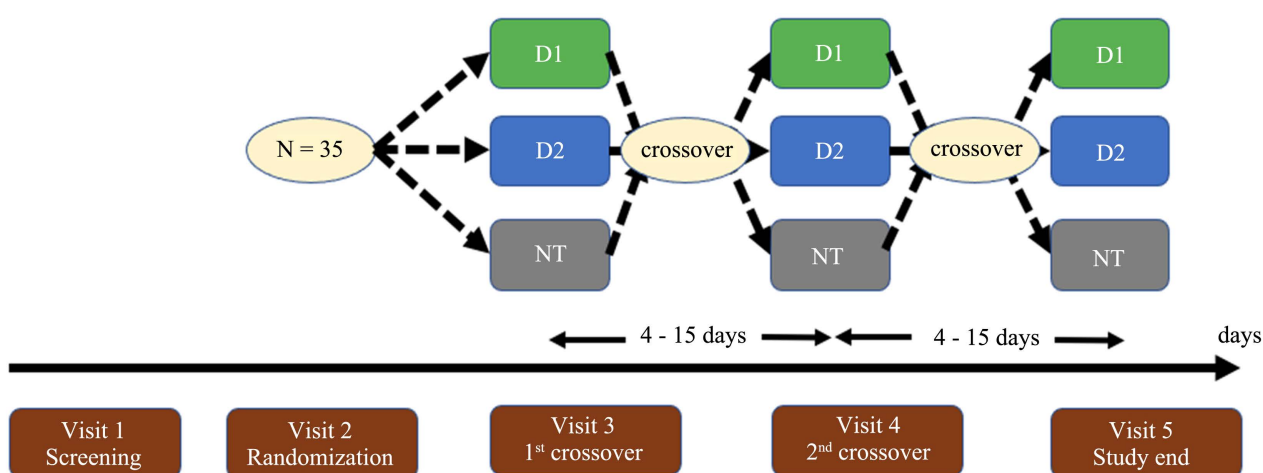 D1
D1
D1
N = 35
D2
crossover
D2
crossover
D2
NT
NT
NT
4 - 15 days
4 - 15 days
days
Visit 1
Screening
Visit 2
Randomization
Visit 3
1st crossover
Visit 4
2nd crossover
Visit 5
Study end